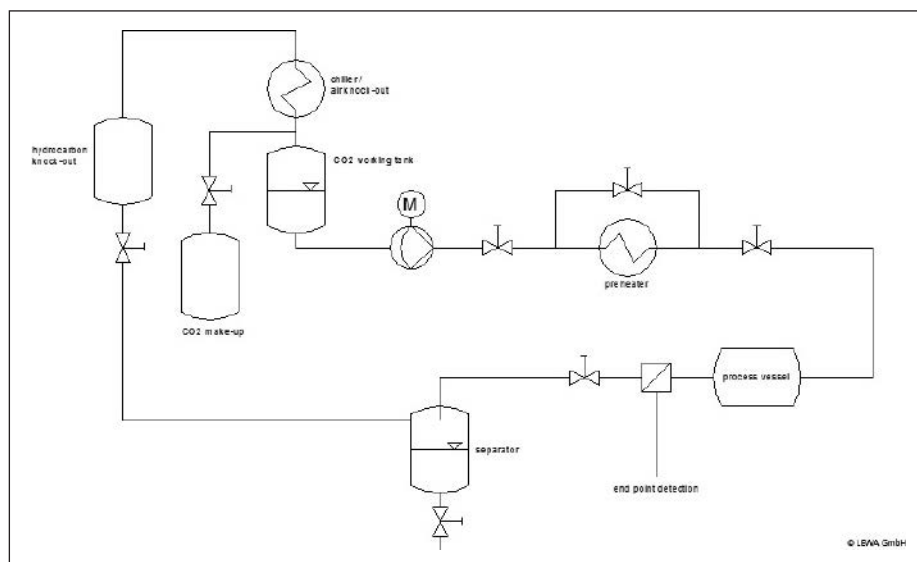 chiller/
air knock-out
hydrocarbon
knock-out
CO2 working tank
M
preheater
CO2 make-up
process vessel
separator
end point detection
© LEWA GmbH